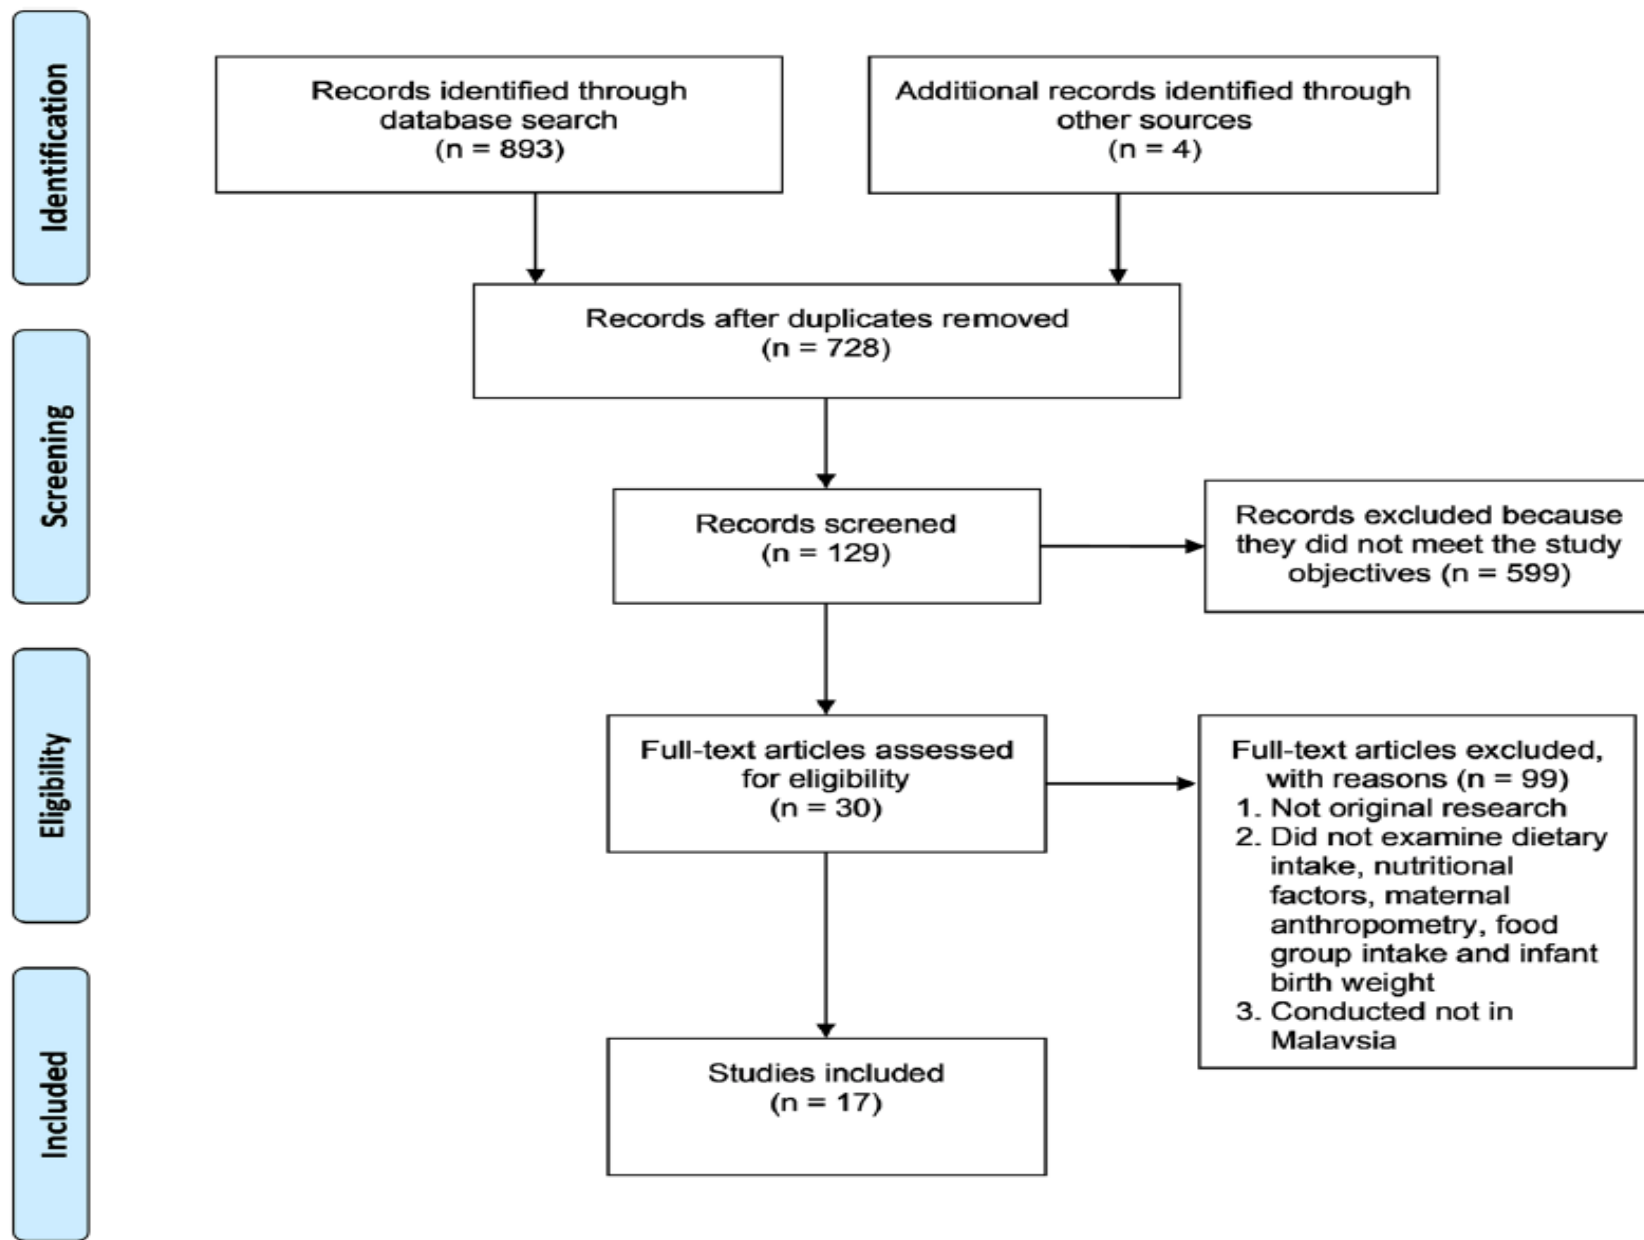 Identification
Records identified through
database search
(n = 893)
Additional records identified through
other sources
(n = 4)
Records after duplicates removed
(n = 728)
Screening
Records screened
(n = 129)
Records excluded because
they did not meet the study
objectives (n = 599)
Eligibility
Full-text articles assessed
for eligibility
(n = 30)
Full-text articles excluded,
with reasons (n = 99)
1. Not original research
2. Did not examine dietary
intake, nutritional
factors, maternal
anthropometry, food
group intake and infant
birth weight
3. Conducted not in
Malaysia
Included
Studies included
(n = 17)